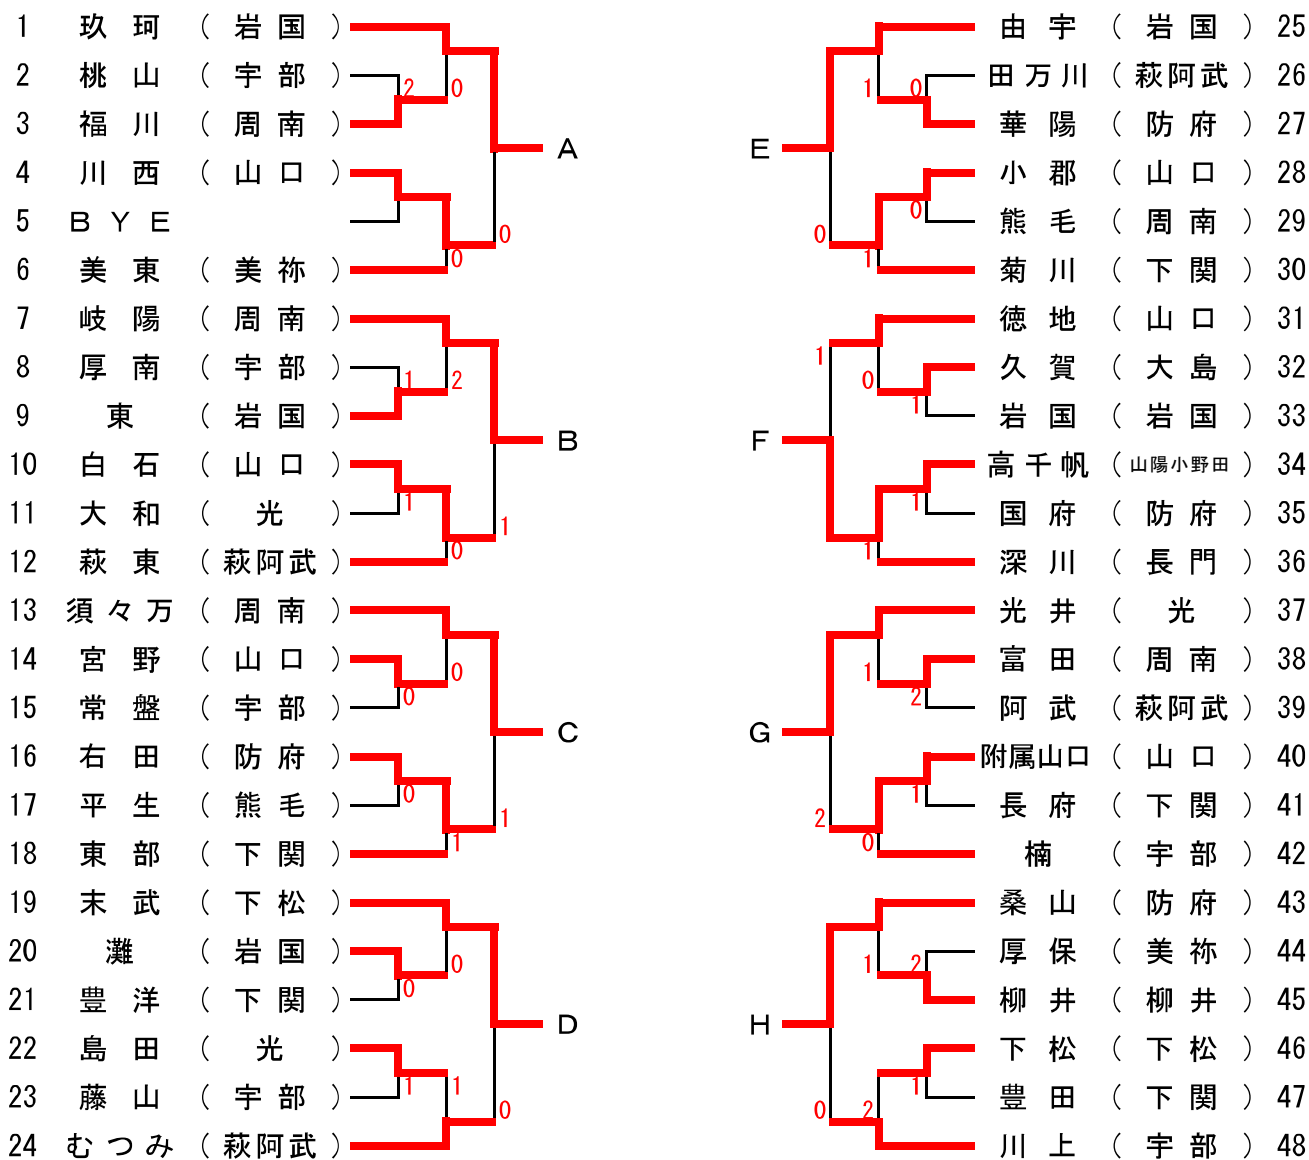 1 玖珂 （岩国）
2 桃山 （宇部）
2
0
3 福川 （周南）
A
4 川西 （山口）
5 BYE
0
0
6 美東 （美祢）
7 岐陽 （周南）
8 厚南 （宇部）
1
2
9 東 （岩国）
B
10 白石 （山口）
11 大和 （光）
1
1
0
12 萩東 （萩阿武）
13 須々万 （周南）
14 宮野 （山口）
0
0
15 常盤 （宇部）
C
16 右田 （防府）
17 平生 （熊毛）
0
1
1
18 東部 （下関）
19 末武 （下松）
20 灘 （岩国）
0
0
21 豊洋 （下関）
D
22 島田 （光）
23 藤山 （宇部）
1
1
0
24 むつみ （萩阿武）
由宇 （岩国） 25
田万川 （萩阿武） 26
1
0
華陽 （防府） 27
E
小郡 （山口） 28
熊毛 （周南） 29
0
0
1
菊川 （下関） 30
徳地 （山口） 31
1
久賀 （大島） 32
0
1
岩国 （岩国） 33
F
高千帆 （山陽小野田） 34
国府 （防府） 35
1
1
深川 （長門） 36
光井 （光） 37
富田 （周南） 38
1
2
阿武 （萩阿武） 39
G
附属山口 （山口） 40
長府 （下関） 41
1
2
0
楠 （宇部） 42
桑山 （防府） 43
厚保 （美祢） 44
1
2
柳井 （柳井） 45
H
下松 （下松） 46
豊田 （下関） 47
1
0
2
川上 （宇部） 48